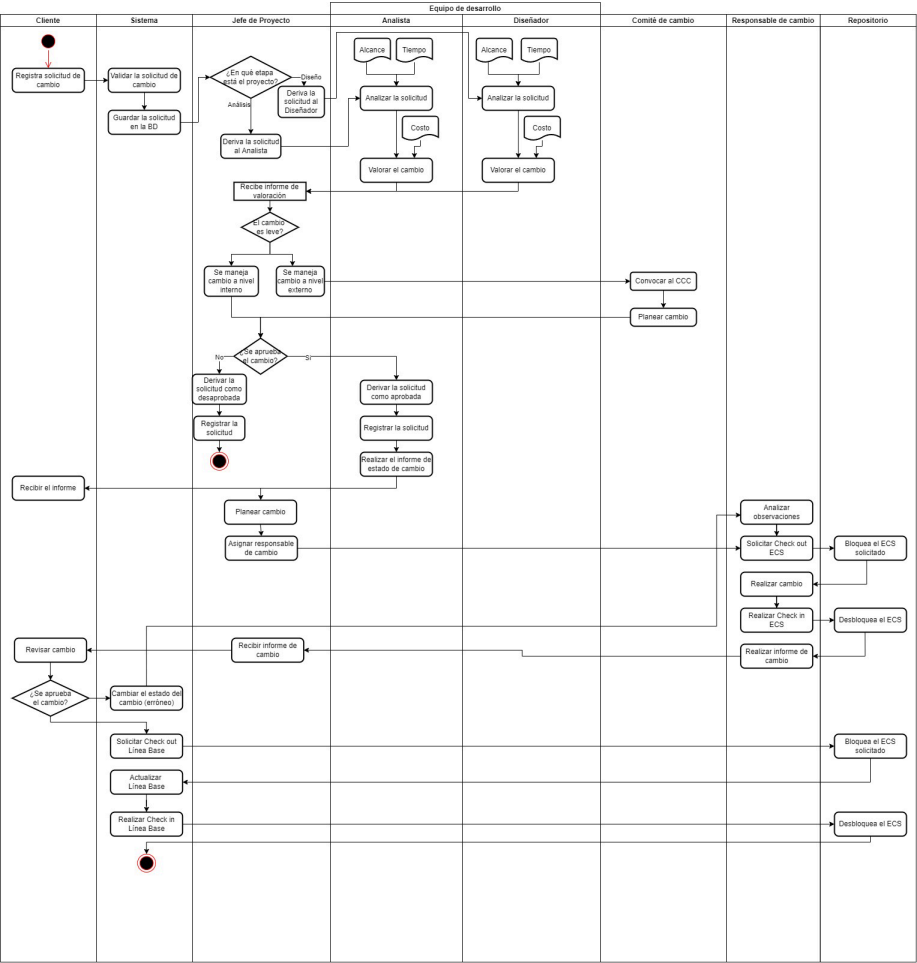 Equipo de desarrollo
Cliente
Sistema
Jefe de Proyecto
Analista
Diseñador
Comité de cambio
Responsable de cambio
Repositorio
Registra solicitud de
cambio
Validar la solicitud de
cambio
Guardar la solicitud
en la BD
¿En qué etapa
está el proyecto?
Diseño
Análisis
Deriva la
solicitud al
Diseñador
Deriva la solicitud
al Analista
Alcance
Tiempo
Analizar la solicitud
Costo
Valorar el cambio
Alcance
Tiempo
Analizar la solicitud
Costo
Valorar el cambio
Recibe informe de
valoración
El cambio
es leve?
Se maneja
cambio a nivel
interno
Se maneja
cambio a nivel
externo
Convocar al CCC
Planear cambio
¿Se aprueba
el cambio?
No
Sí
Derivar la
solicitud como
desaprobada
Registrar la
solicitud
Derivar la solicitud
como aprobada
Registrar la solicitud
Realizar el informe de
estado de cambio
Recibir el informe
Planear cambio
Asignar responsable
de cambio
Analizar
observaciones
Solicitar Check out
ECS
Bloquea el ECS
solicitado
Realizar cambio
Realizar Check in
ECS
Desbloquea el ECS
Realizar informe de
cambio
Recibir informe de
cambio
Revisar cambio
¿Se aprueba
el cambio?
Cambiar el estado del
cambio (erróneo)
Solicitar Check out
Línea Base
Bloquea el ECS
solicitado
Actualizar
Línea Base
Realizar Check in
Línea Base
Desbloquea el ECS